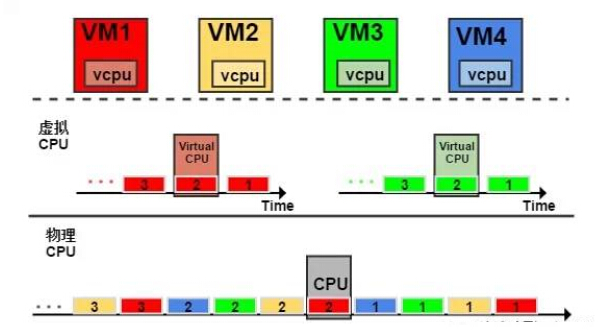 VM1 VM2 VM3 VM4
vcpu vcpu vcpu vcpu
虚拟
CPU
Virtual
CPU
Virtual
CPU
··· 3 2 1
··· 3 2 1
Time Time
物理
CPU
CPU
··· 3 3 2 2 2 2 1 1 1 1